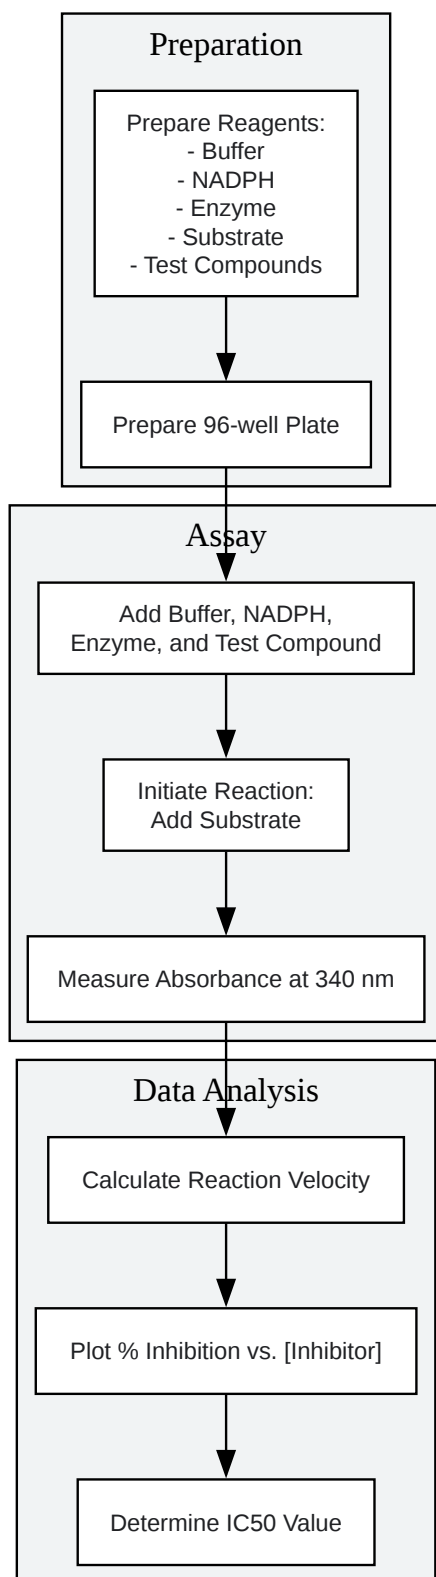 Preparation
Prepare Reagents:
- Buffer
- NADPH
- Enzyme
- Substrate
- Test Compounds
Prepare 96-well Plate
Assay
Add Buffer, NADPH,
Enzyme, and Test Compound
Initiate Reaction:
Add Substrate
Measure Absorbance at 340 nm
Data Analysis
Calculate Reaction Velocity
Plot % Inhibition vs. [Inhibitor]
Determine IC50 Value